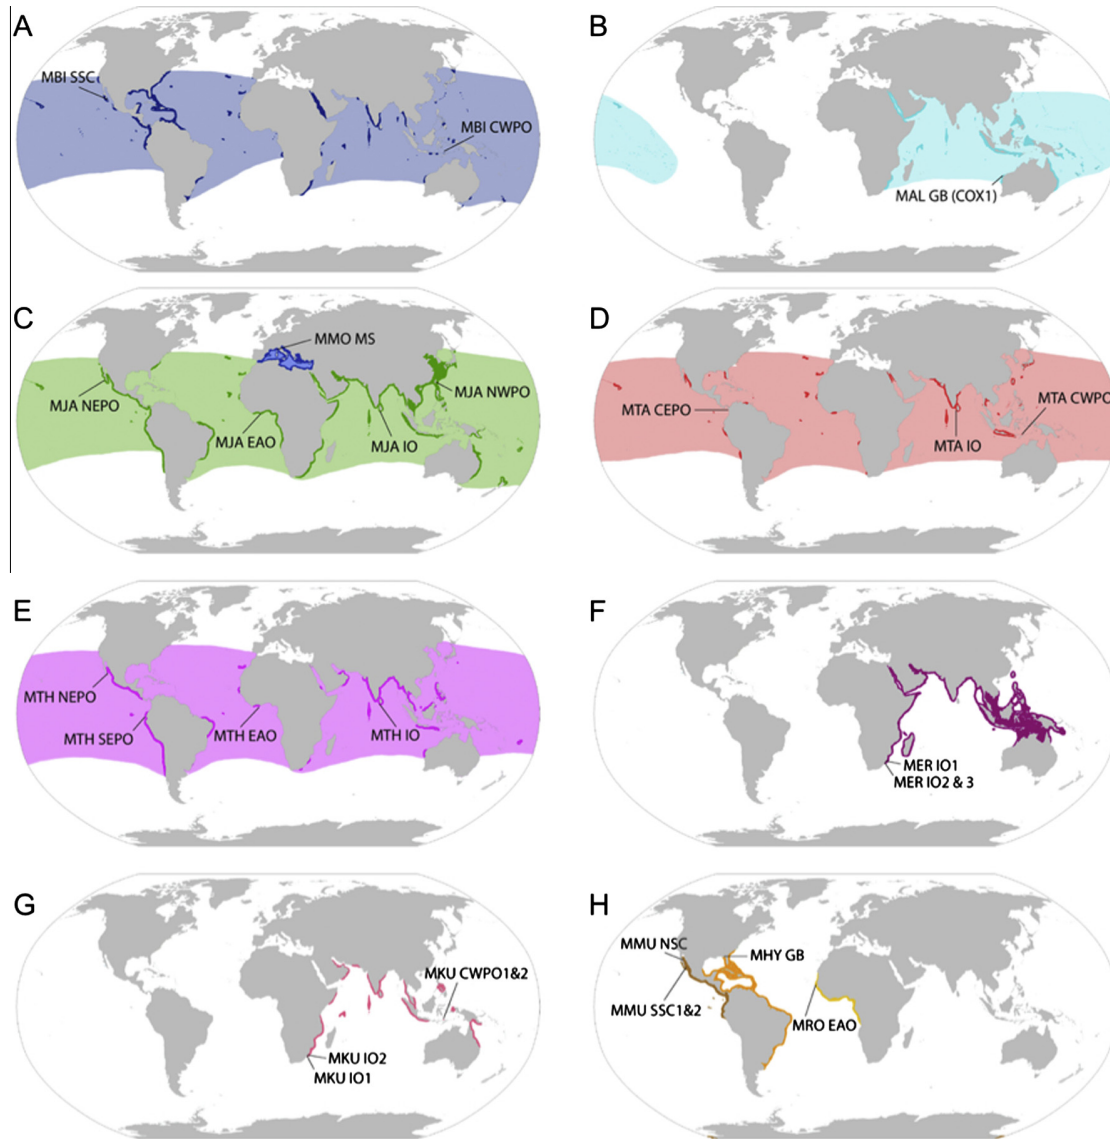 A
MBI SSC
MBI CWPO
B
MAL GB (COX1)
C
MMO MS
MJA NEPO
MJA NWPO
MJA EAO
MJA IO
D
MTA CEPO
MTA CWPO
MTA IO
E
MTH NEPO
MTH SEPO
MTH EAO
MTH IO
F
MER IO1
MER IO2 & 3
G
MKU CWPO1&2
MKU IO2
MKU IO1
H
MMU NSC
MHY GB
MMU SSC1&2
MRO EAO